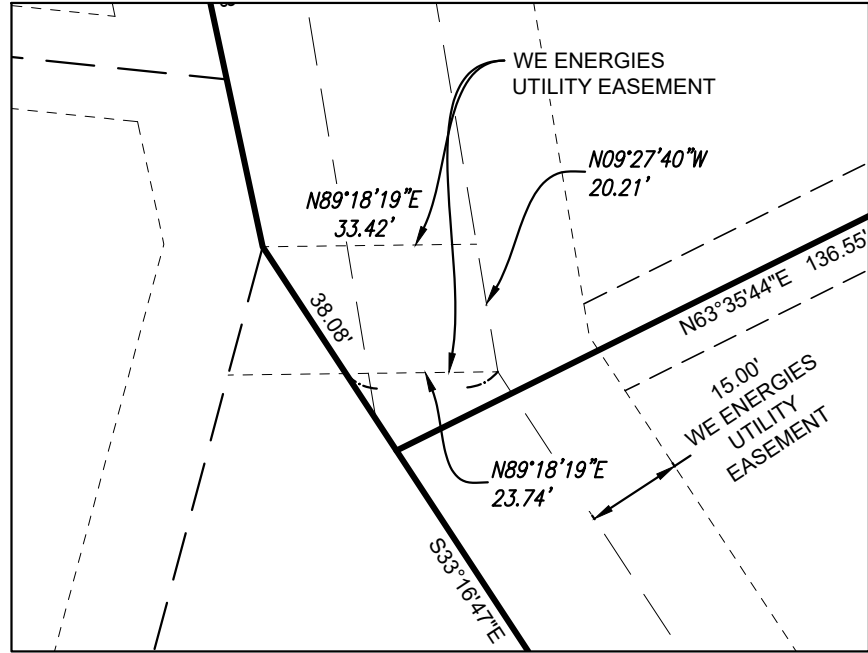 WE ENERGIES
UTILITY EASEMENT
N09°27'40"W
20.21'
N89°18'19"E
33.42'
38.08'
N63°35'44"E 136.55'
15.00'
WE ENERGIES
UTILITY
EASEMENT
N89°18'19"E
23.74'
S33°16'47"E